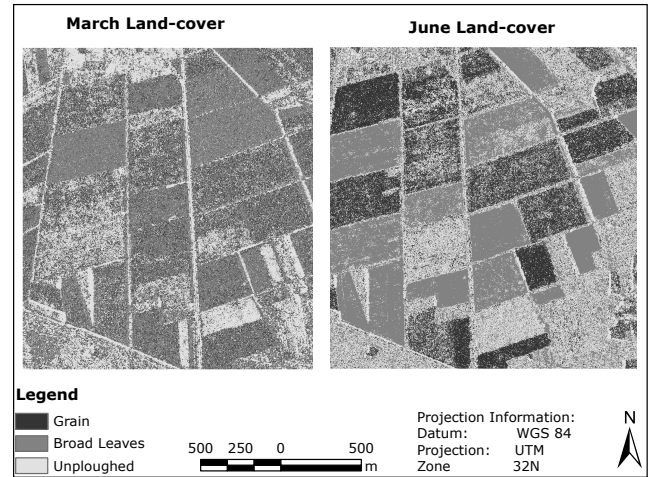 March Land-cover
June Land-cover
Legend
Grain
Broad Leaves
Unploughed
500 250 0 500
m
Projection Information:
Datum: WGS 84
Projection: UTM
Zone 32N
N